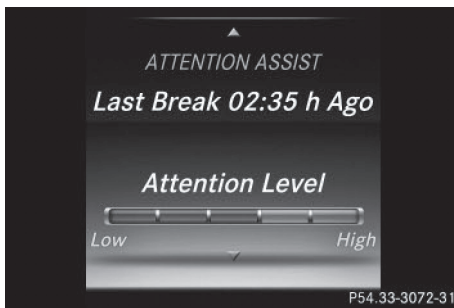 ATTENTION ASSIST
Last Break 02:35 h Ago
Attention Level
Low High
P54.33-3072-31